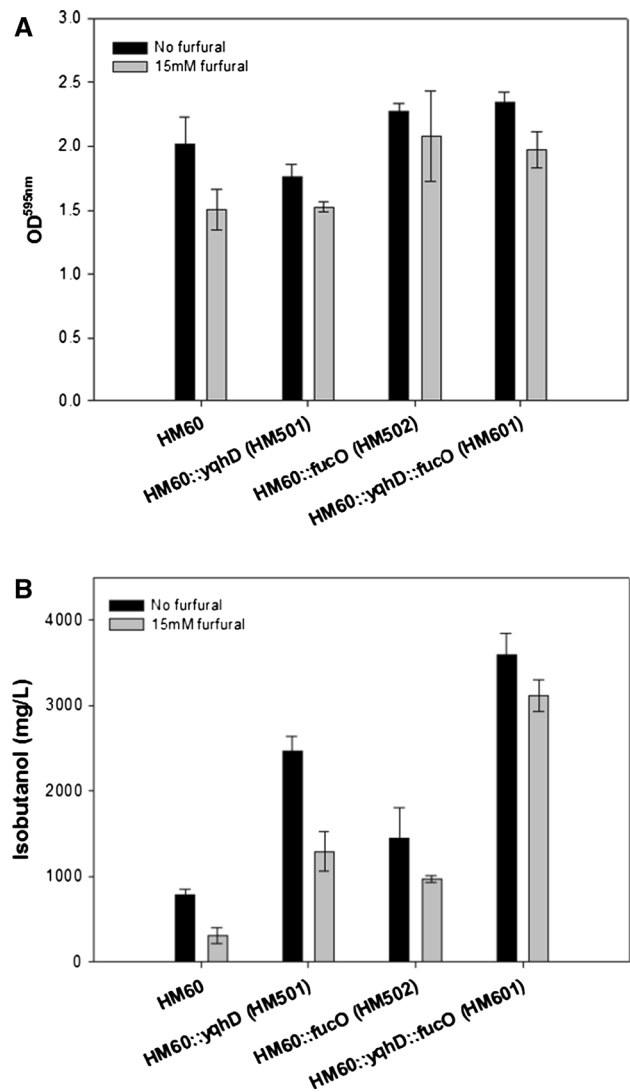 A
3.0
2.5
2.0
1.5
1.0
0.5
0.0
OD595nm
No furfural
15mM furfural
HM60
HM60::yqhD (HM501)
HM60::fucO (HM502)
HM60::yqhD::fucO (HM601)
B
4000
3000
2000
1000
0
Isobutanol (mg/L)
No furfural
15mM furfural
HM60
HM60::yqhD (HM501)
HM60::fucO (HM502)
HM60::yqhD::fucO (HM601)